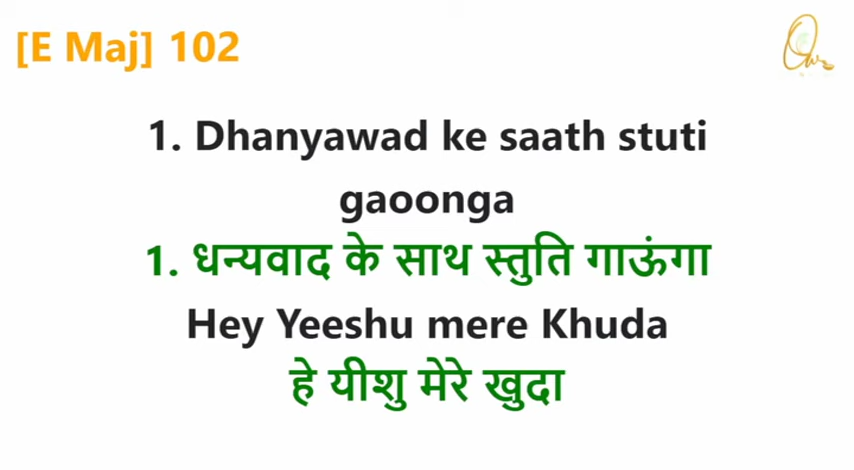 [E Maj] 102
1. Dhanyawad ke saath stuti
gaoonga
1. धन्यवाद के साथ स्तुति गाऊंगा
Hey Yeeshu mere Khuda
हे यीशु मेरे खुदा